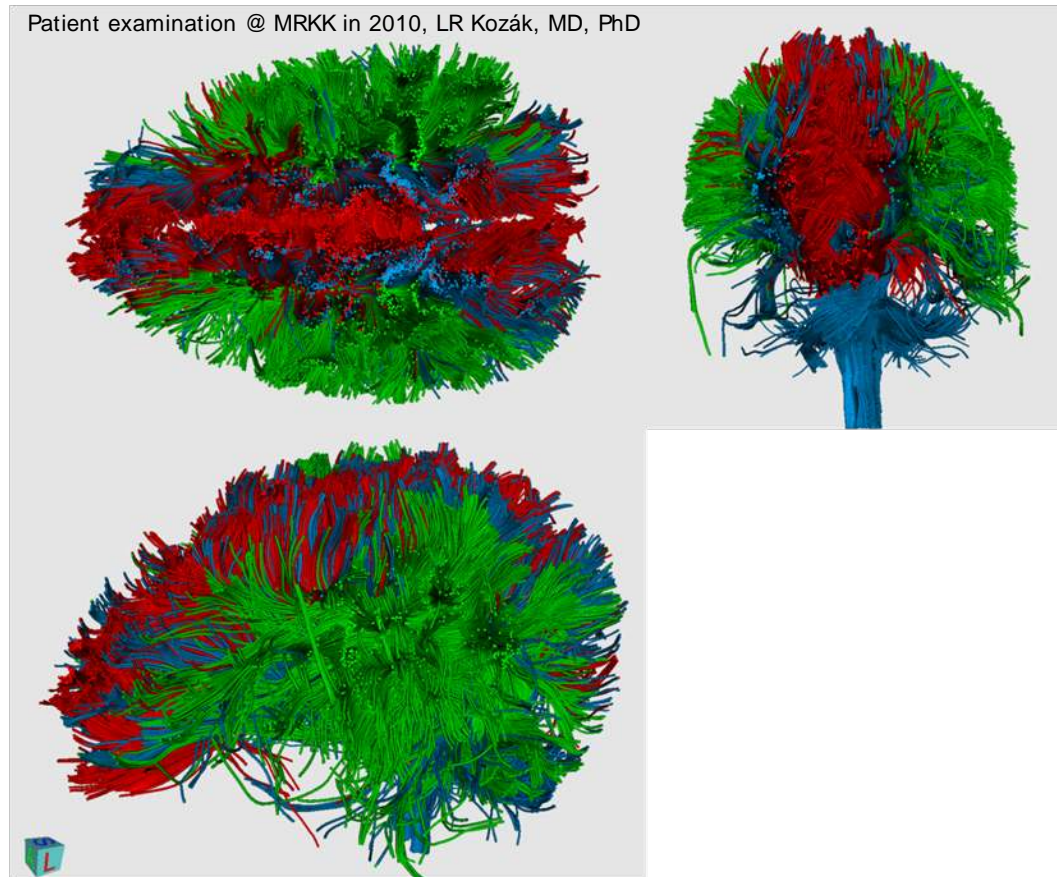 Patient examination @ MRKK in 2010, LR Kozák, MD, PhD
S
L